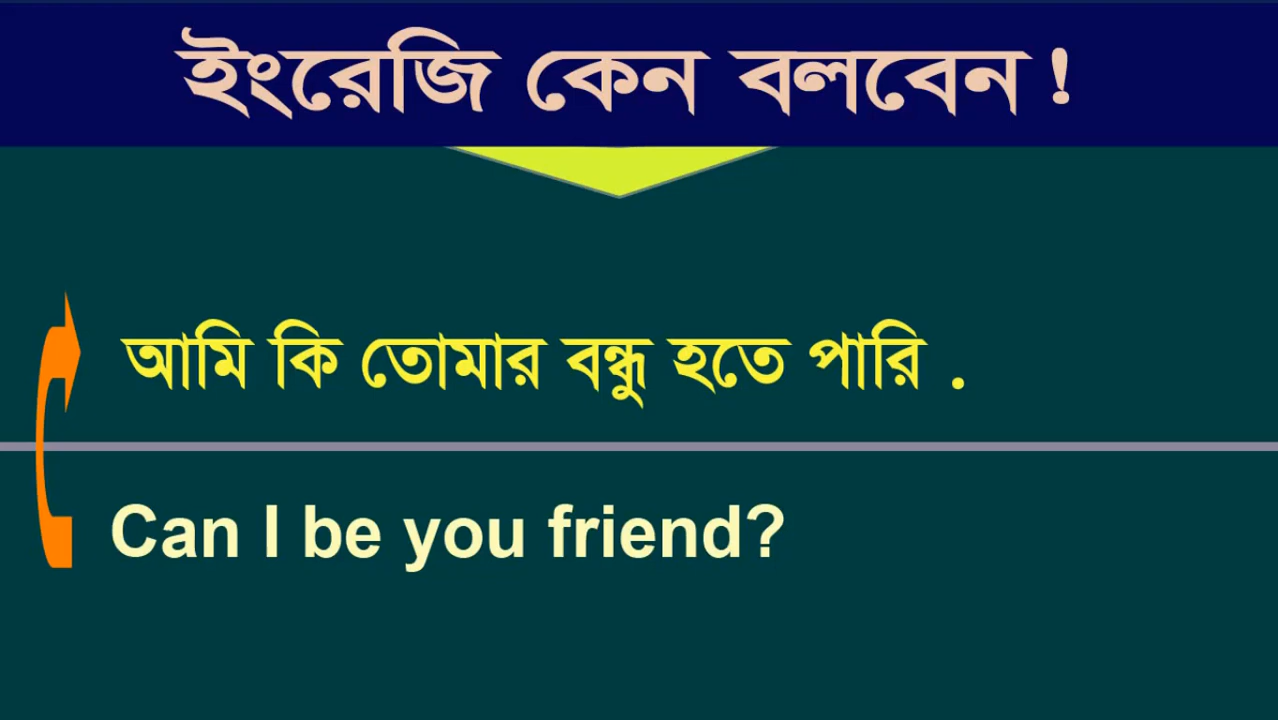 ইংরেজি কেন বলবেন!
আমি কি তোমার বন্ধু হতে পারি .
Can I be you friend?